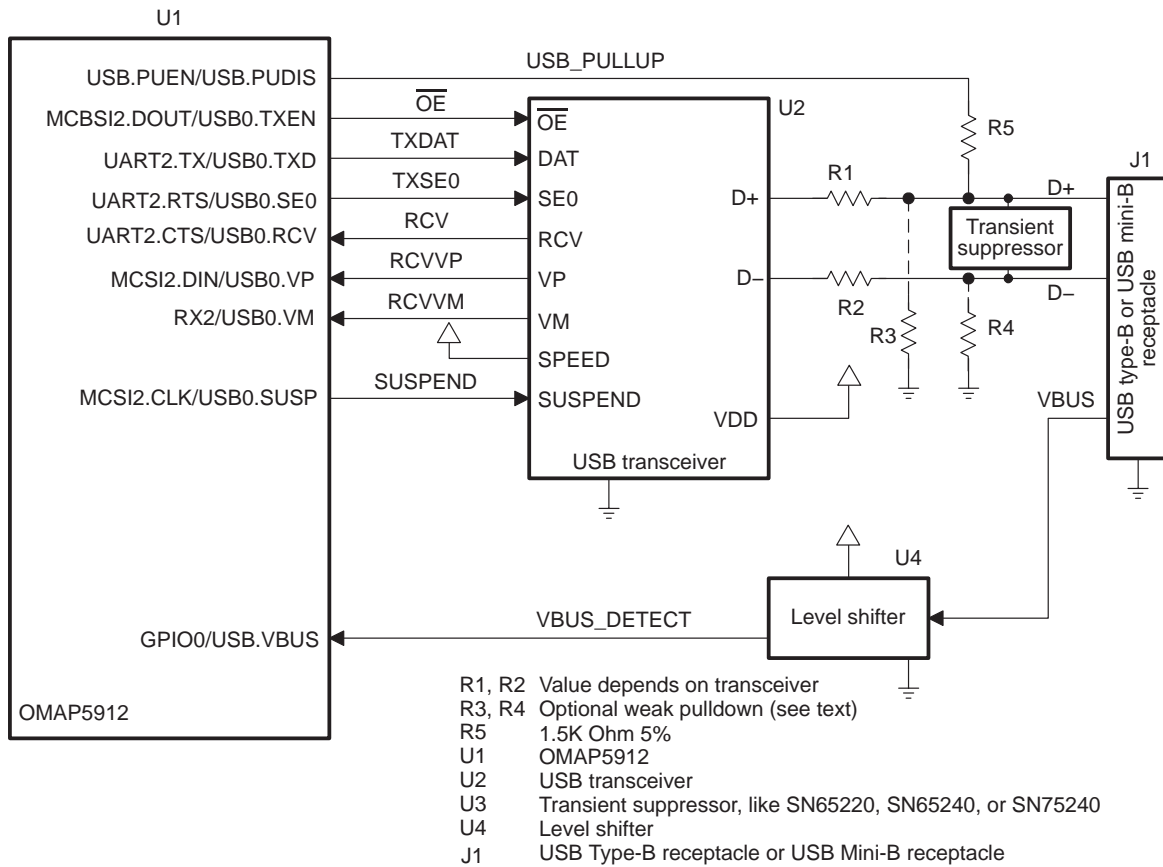 U1
USB.PUEN/USB.PUDIS
USB_PULLUP
MCBSI2.DOUT/USB0.TXEN
OE
OE
U2
R5
UART2.TX/USB0.TXD
TXDAT
DAT
J1
UART2.RTS/USB0.SE0
TXSE0
SE0
D+
R1
D+
UART2.CTS/USB0.RCV
RCV
RCV
Transient
suppressor
MCSI2.DIN/USB0.VP
RCVVP
VP
D–
R2
D–
RX2/USB0.VM
RCVVM
VM
R3
R4
SPEED
USB type-B or USB mini-B
receptacle
MCSI2.CLK/USB0.SUSP
SUSPEND
SUSPEND
VDD
VBUS
USB transceiver
U4
Level shifter
GPIO0/USB.VBUS
VBUS_DETECT
OMAP5912
R1, R2 Value depends on transceiver
R3, R4 Optional weak pulldown (see text)
R5 1.5K Ohm 5%
U1 OMAP5912
U2 USB transceiver
U3 Transient suppressor, like SN65220, SN65240, or SN75240
U4 Level shifter
J1 USB Type-B receptacle or USB Mini-B receptacle